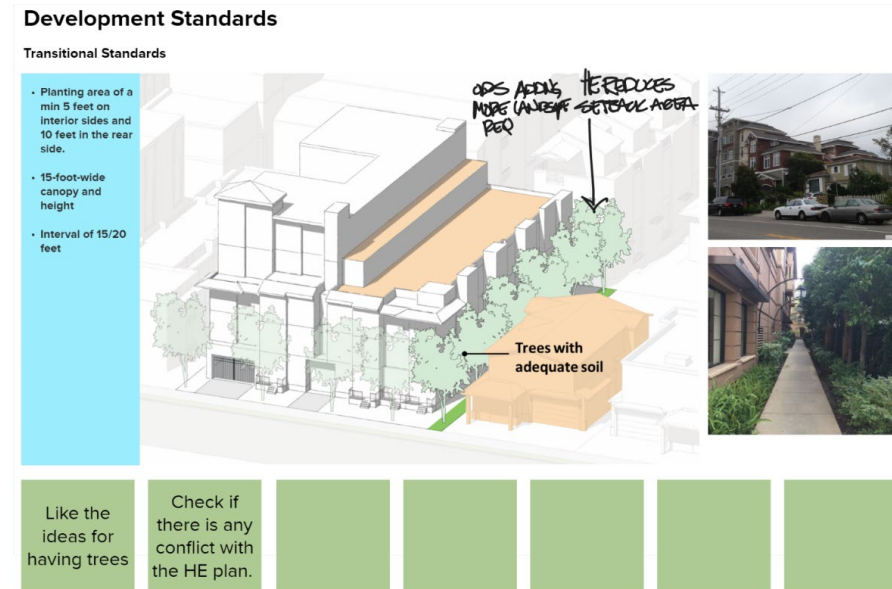 Development Standards
Transitional Standards
• Planting area of a
min 5 feet on
interior sides and
10 feet in the rear
side.
• 15-foot-wide
canopy and
height
• Interval of 15/20
feet
ODS ADDING HE REDUCES
MORE LANDSPE SETBACK AREA
REQ
Trees with
adequate soil
Like the
ideas for
having trees
Check if
there is any
conflict with
the HE plan.